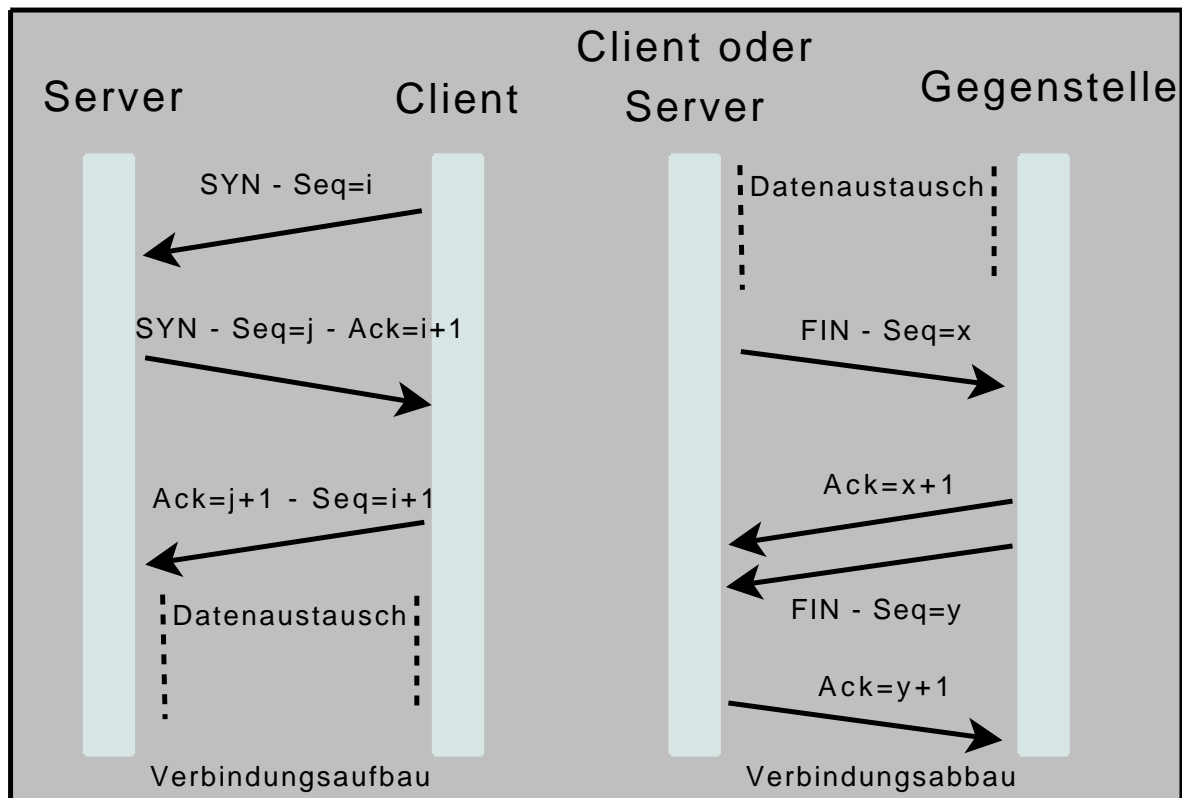 Server
Client
SYN - Seq=i
SYN - Seq=j - Ack=i+1
Ack=j+1 - Seq=i+1
Datenaustausch
Verbindungsaufbau
Client oder
Server
Gegenstelle
Datenaustausch
FIN - Seq=x
Ack=x+1
FIN - Seq=y
Ack=y+1
Verbindungsabbau